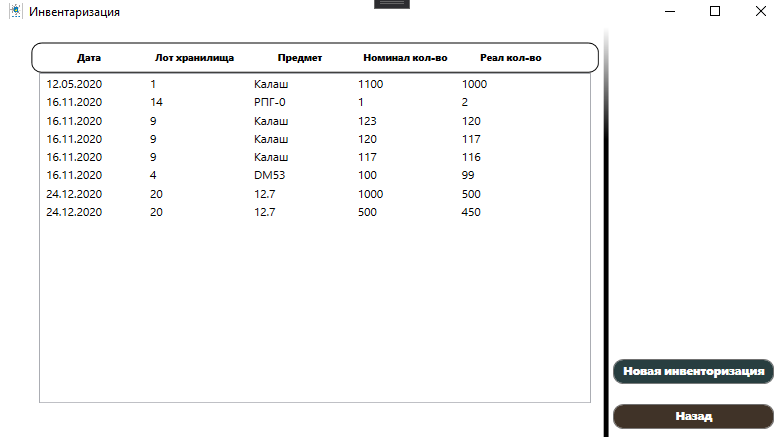 Инвентаризация
Дата Лот хранилища Предмет Номинал кол-во Реал кол-во
12.05.2020 1 Калаш 1100 1000
16.11.2020 14 РПГ-0 1 2
16.11.2020 9 Калаш 123 120
16.11.2020 9 Калаш 120 117
16.11.2020 9 Калаш 117 116
16.11.2020 4 DM53 100 99
24.12.2020 20 12.7 1000 500
24.12.2020 20 12.7 500 450
Новая инвенторизация
Назад